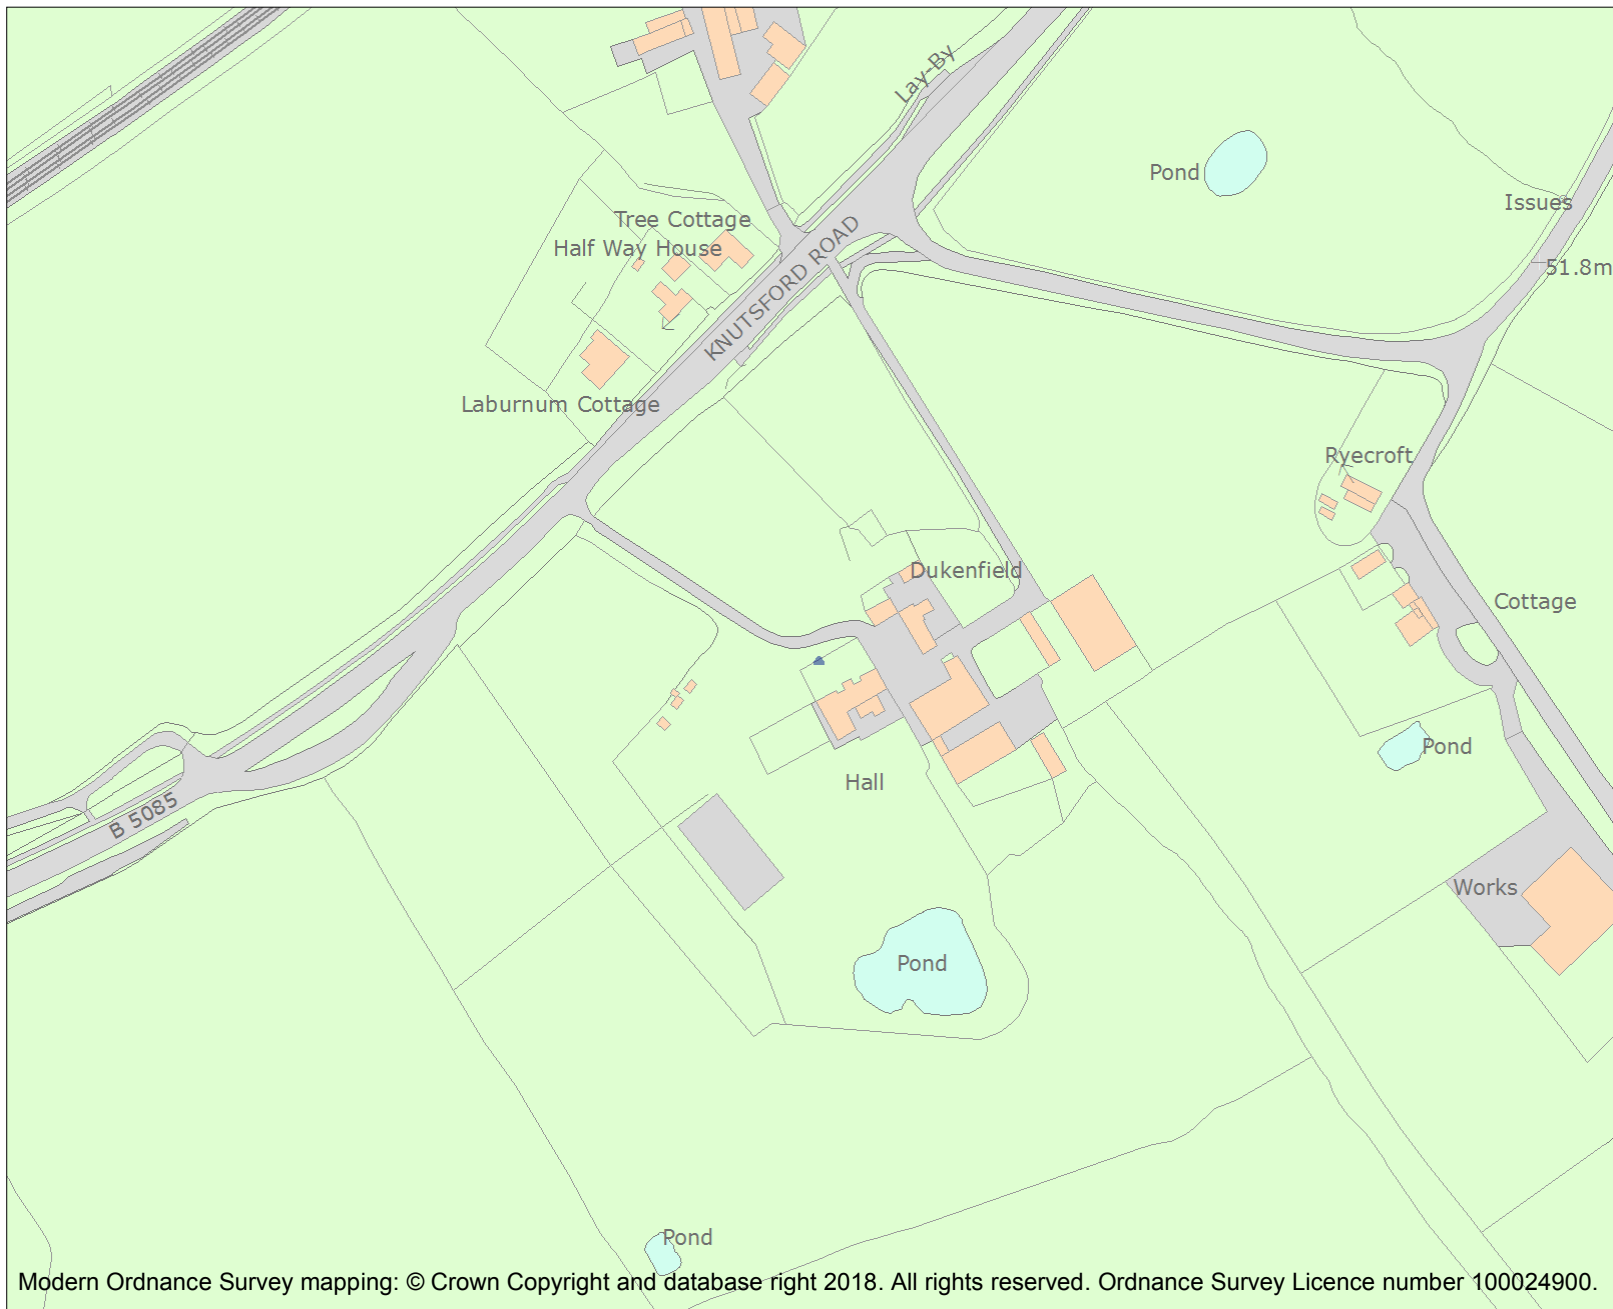 Lay-By
Pond
Issues
Tree Cottage
Half Way House
KNUTSFORD ROAD
51.8m
Laburnum Cottage
Ryecroft
Dukenfield
Cottage
Pond
Hall
B 5085
Works
Pond
Pond
Modern Ordnance Survey mapping: © Crown Copyright and database right 2018. All rights reserved. Ordnance Survey Licence number 100024900.